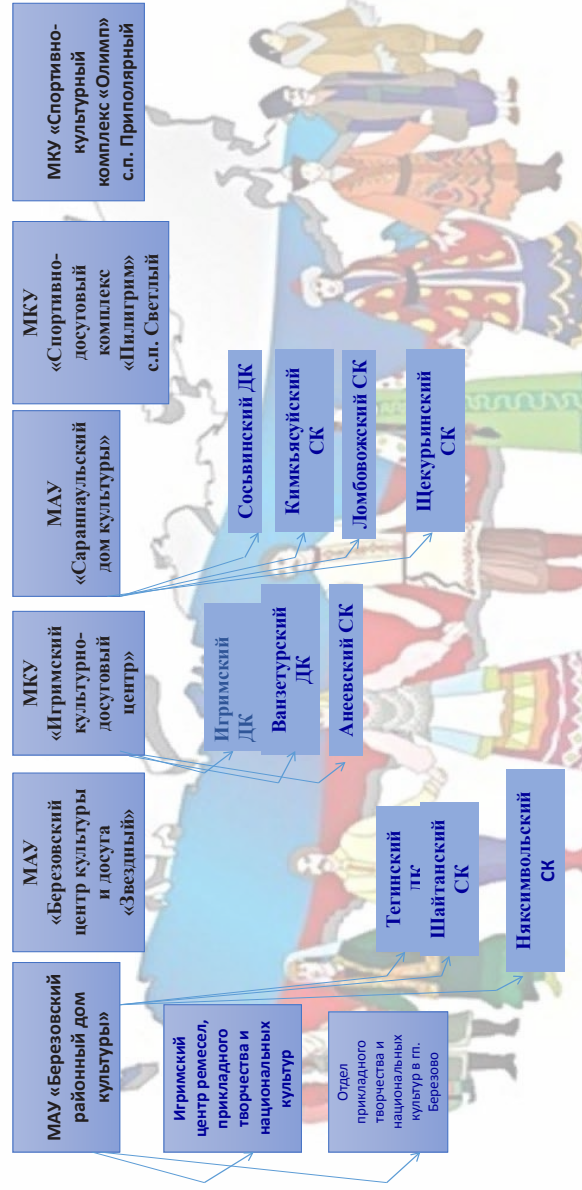 МАУ «Березовский
районный дом
культуры»
МАУ
«Березовский
центр культуры
и досуга
«Звездный»
МКУ
«Игримский
культурно-
досуговый
центр»
МАУ
«Саранпаульский
дом культуры»
МКУ
«Спортивно-
досуговый
комплекс
«Пилигрим»
с.п. Светлый
МКУ «Спортивно-
культурный
комплекс «Олимп»
с.п. Приполярный
Игримский
центр ремесел,
прикладного
творчества и
национальных
культур
Отдел
прикладного
творчества и
национальных
культур в гп.
Березово
Тегинский
ДК
Шайтанский
СК
Няксимвольский
СК
Игримский
ДК
Ванзетурский
ДК
Анеевский СК
Сосьвинский ДК
Кимкьясуйский
СК
Ломбовожский СК
Щекурьинский
СК